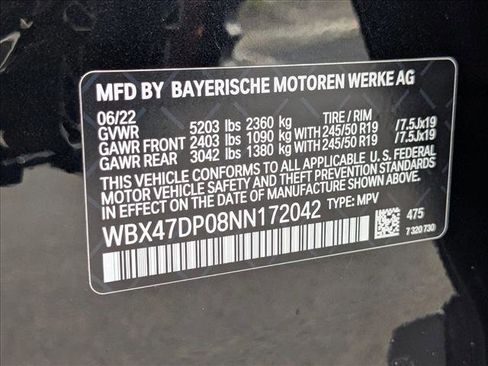 MFD BY BAYERISCHE MOTOREN WERKE AG
06/22 TIRE / RIM
GVWR 5203 lbs 2360 kg
GAWR FRONT 2403 lbs 1090 kg WITH 245/50 R19 /7.5Jx19
GAWR REAR 3042 lbs 1380 kg WITH 245/50 R19 /7.5Jx19
THIS VEHICLE CONFORMS TO ALL APPLICABLE U.S. FEDERAL
MOTOR VEHICLE SAFETY, BUMPER, AND THEFT PREVENTION
STANDARDS IN EFFECT ON THE DATE OF MANUFACTURE SHOWN ABOVE.
WBX47DP08NN172042 TYPE: MPV
475
7 320 730